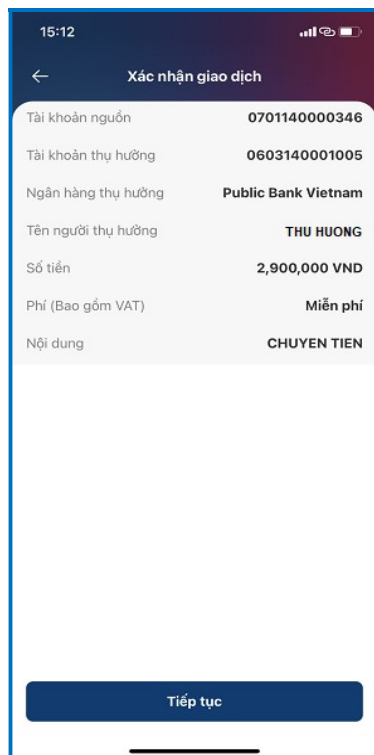 15:12
Xác nhận giao dịch
Tài khoản nguồn 0701140000346
Tài khoản thụ hưởng 0603140001005
Ngân hàng thụ hưởng Public Bank Vietnam
Tên người thụ hưởng THU HUONG
Số tiền 2,900,000 VND
Phí (Bao gồm VAT) Miễn phí
Nội dung CHUYEN TIEN
Tiếp tục